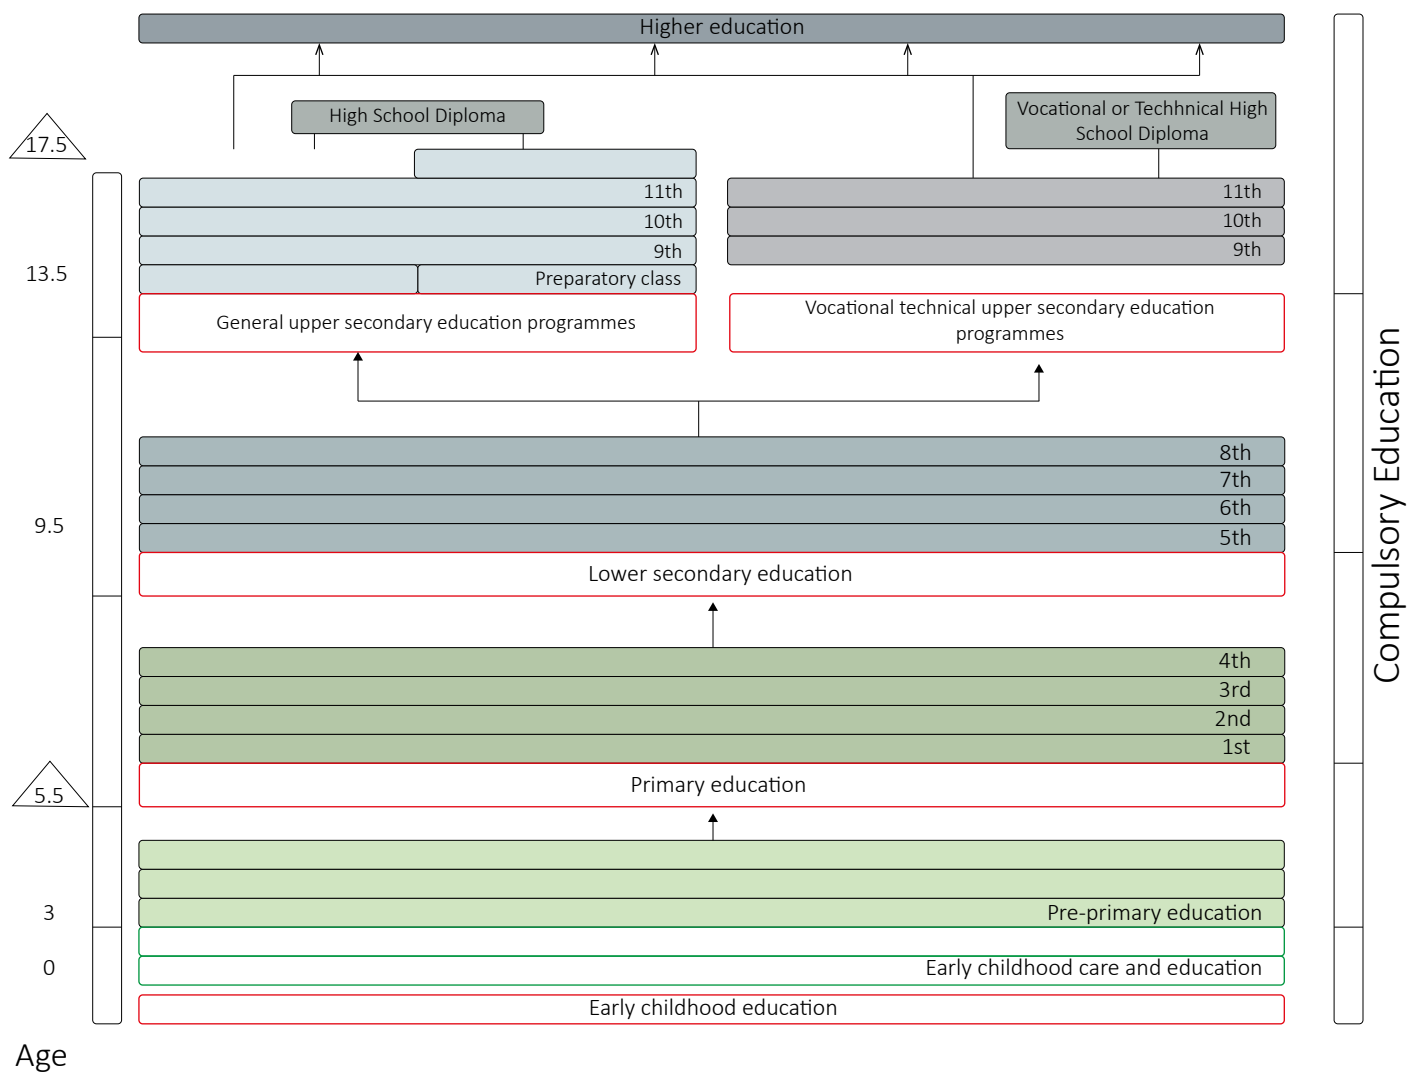 Higher education
High School Diploma
Vocational or Techhnical High
School Diploma
17.5
11th
10th
9th
Preparatory class
11th
10th
9th
13.5
General upper secondary education programmes
Vocational technical upper secondary education
programmes
8th
7th
6th
5th
9.5
Lower secondary education
4th
3rd
2nd
1st
5.5
Primary education
Pre-primary education
3
Early childhood care and education
0
Early childhood education
Age
Compulsory Education